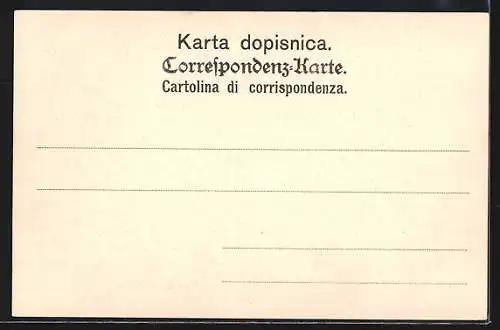 Karta dopisnica.
Correſpondenz-Karte.
Cartolina di corrispondenza.